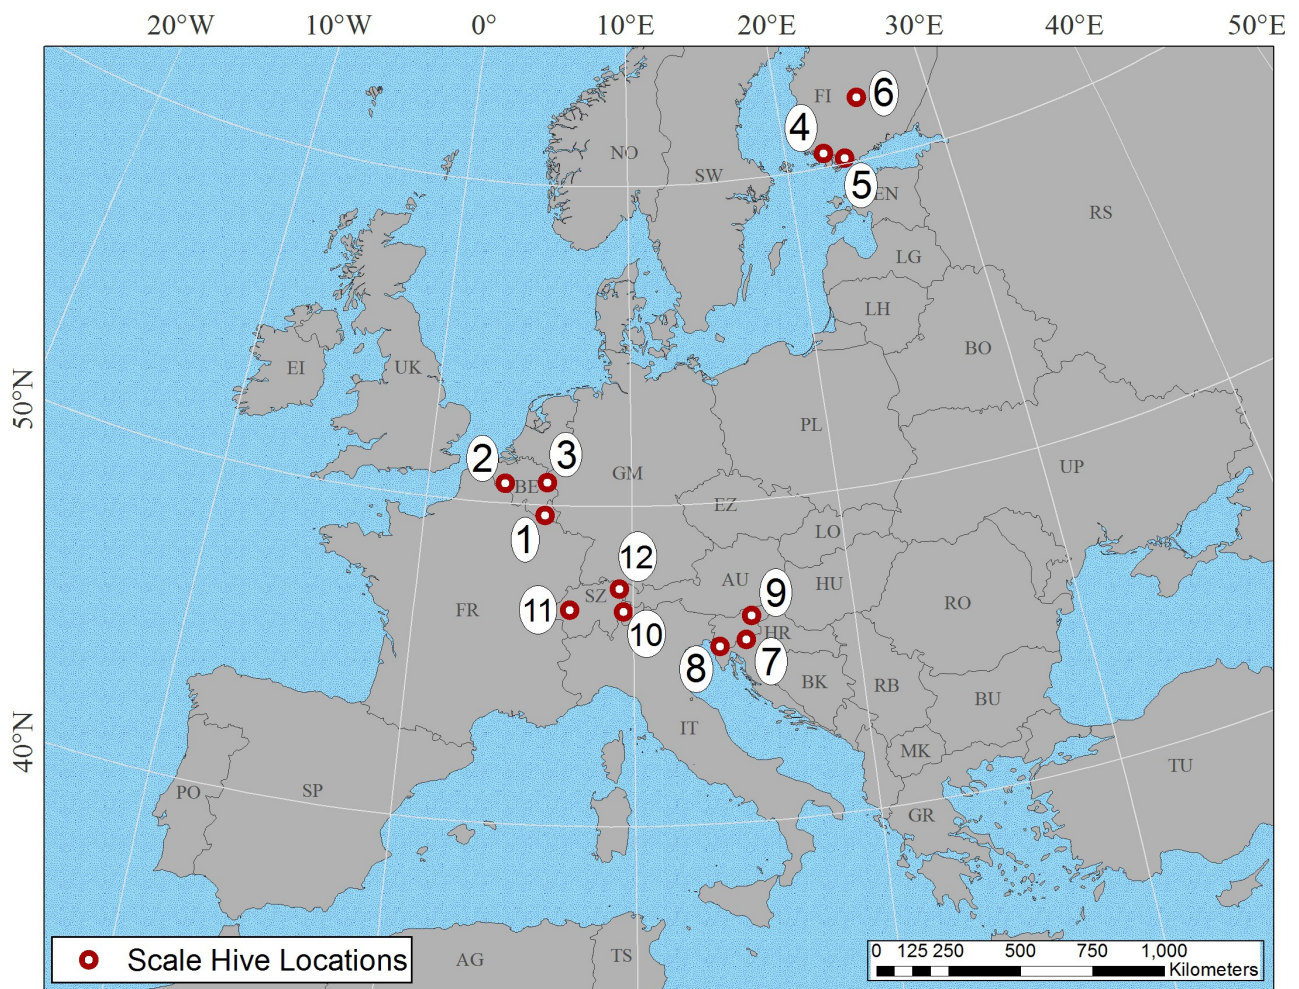 20°W 10°W 0° 10°E 20°E 30°E 40°E 50°E
FI 6
4
NO
SW
5 EN
RS
LG
LH
BO
EI UK
50°N
PL
2 3
BE GM UP
EZ
1
LO
12
AU HU
9
SZ
FR 11 RO
HR
10
8 7
BK RB
BU
IT
40°N
MK
TU
PO SP
GR
AG TS
Scale Hive Locations
0 125 250 500 750 1,000
Kilometers